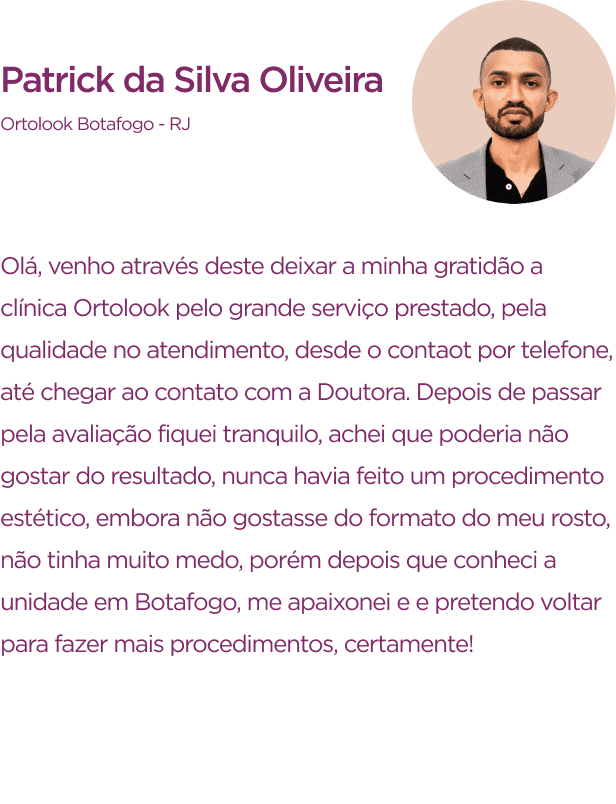 Patrick da Silva Oliveira
Ortolook Botafogo - RJ
Olá, venho através deste deixar a minha gratidão a
clínica Ortolook pelo grande serviço prestado, pela
qualidade no atendimento, desde o contaot por telefone,
até chegar ao contato com a Doutora. Depois de passar
pela avaliação fiquei tranquilo, achei que poderia não
gostar do resultado, nunca havia feito um procedimento
estético, embora não gostasse do formato do meu rosto,
não tinha muito medo, porém depois que conheci a
unidade em Botafogo, me apaixonei e e pretendo voltar
para fazer mais procedimentos, certamente!